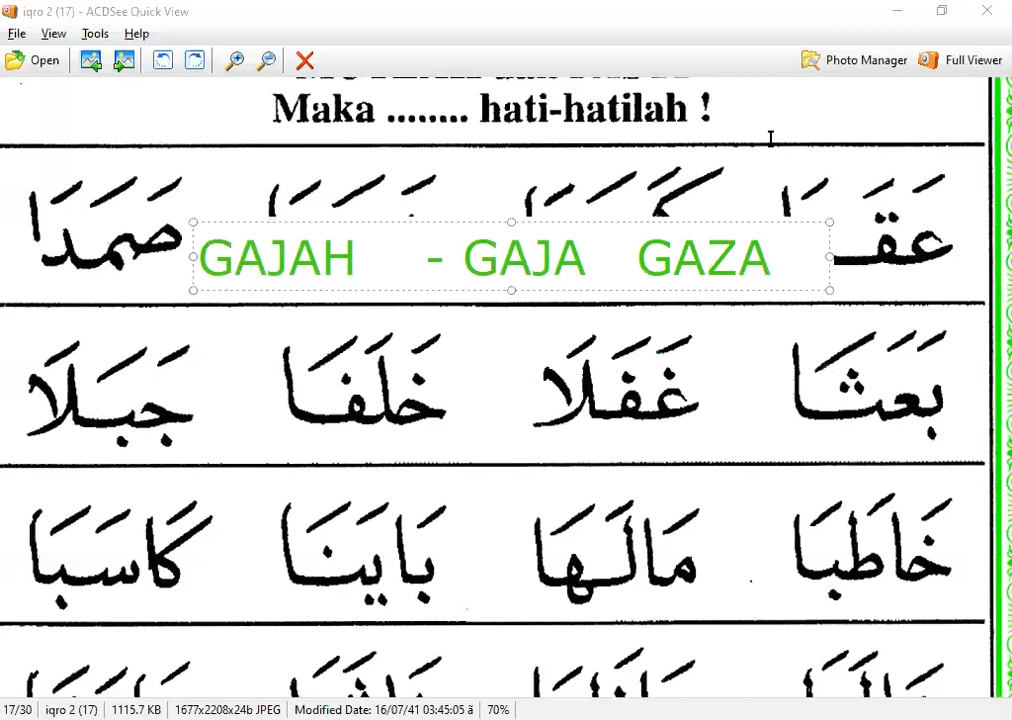 iqro 2 (17) - ACDSee Quick View
File View Tools Help
Open Photo Manager Full Viewer
Maka ........ hati-hatilah !
عَقَـ صَمَدَا
GAJAH - GAJA GAZA
بَعَثَا غَفَلَا خَلَفَا جَبَلَا
خَاطَبَا مَالَهَا بَايَنَا كَاسَبَا
17/30 iqro 2 (17) 1115.7 KB 1677x2208x24b JPEG Modified Date: 16/07/41 03:45:05 ã 70%